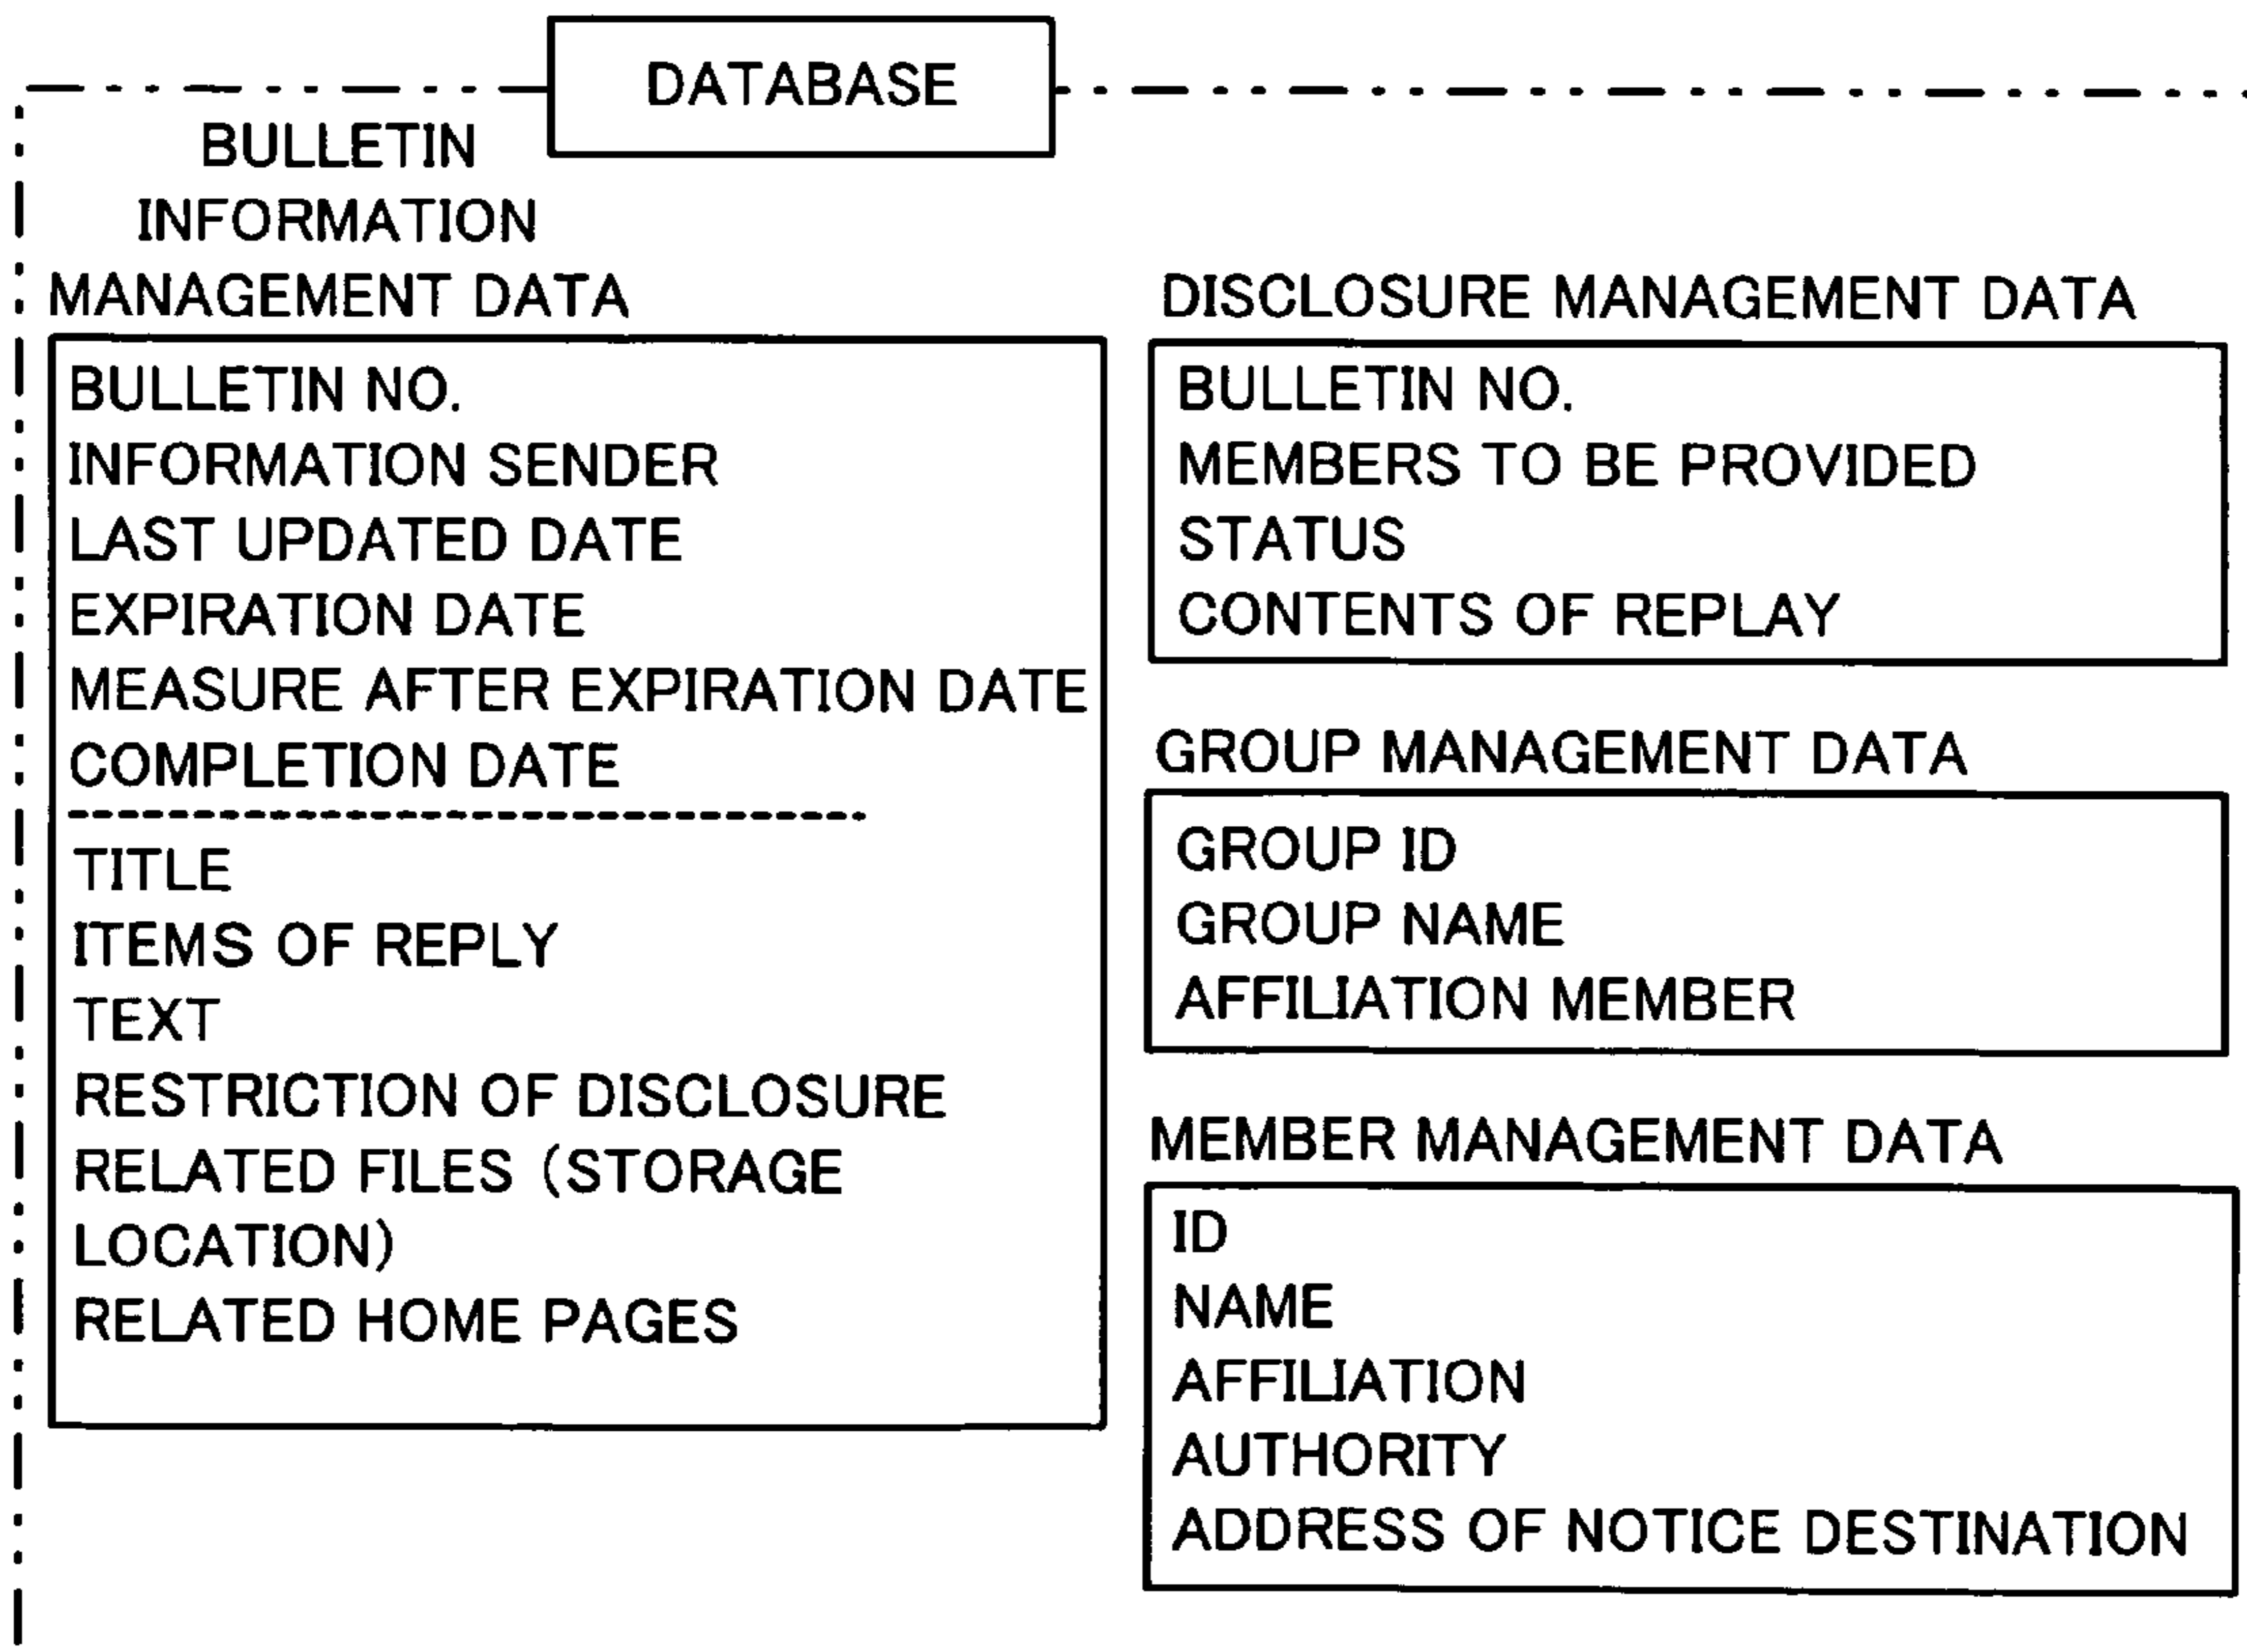 DATABASE
BULLETIN
INFORMATION
MANAGEMENT DATA
BULLETIN NO.
INFORMATION SENDER
LAST UPDATED DATE
EXPIRATION DATE
MEASURE AFTER EXPIRATION DATE
COMPLETION DATE
TITLE
ITEMS OF REPLY
TEXT
RESTRICTION OF DISCLOSURE
RELATED FILES (STORAGE
LOCATION)
RELATED HOME PAGES
DISCLOSURE MANAGEMENT DATA
BULLETIN NO.
MEMBERS TO BE PROVIDED
STATUS
CONTENTS OF REPLAY
GROUP MANAGEMENT DATA
GROUP ID
GROUP NAME
AFFILIATION MEMBER
MEMBER MANAGEMENT DATA
ID
NAME
AFFILIATION
AUTHORITY
ADDRESS OF NOTICE DESTINATION